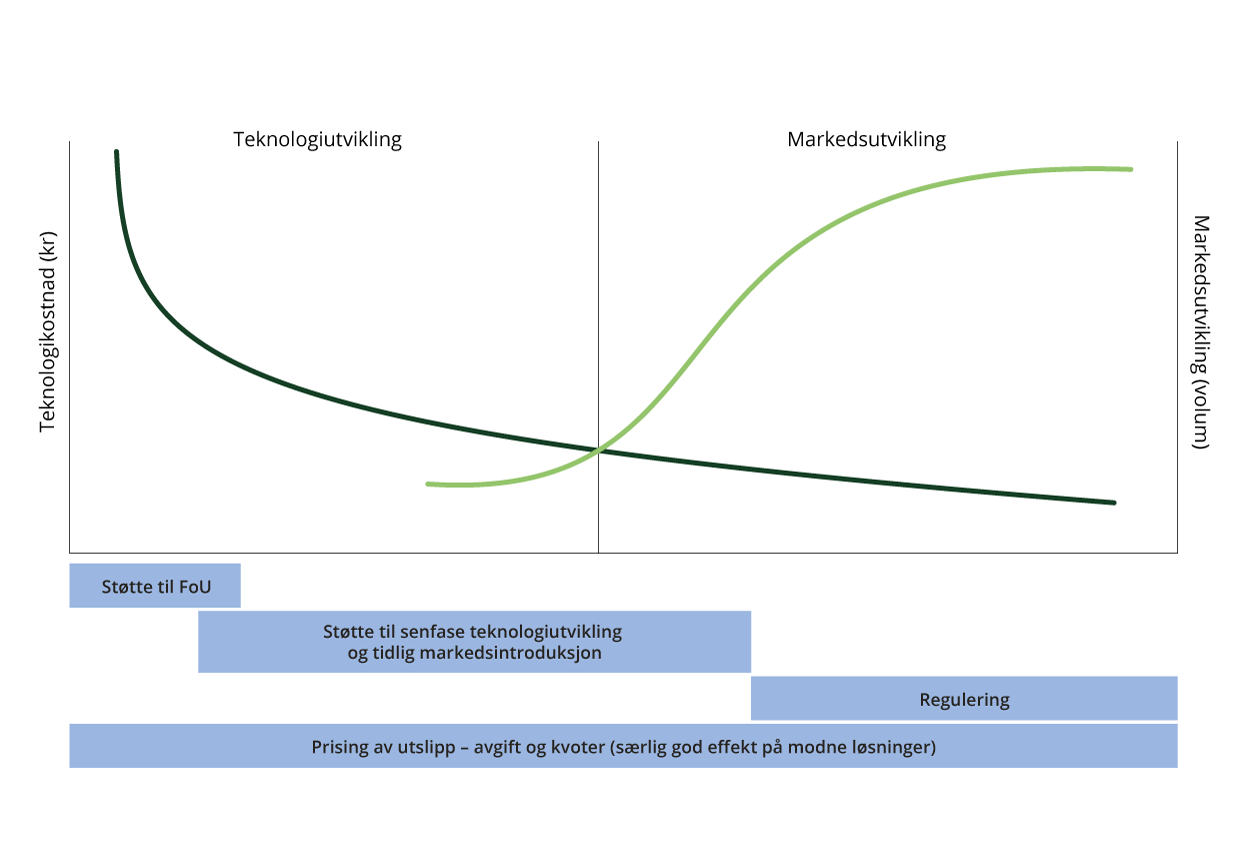 Teknologiutvikling
Markedsutvikling
Teknologikostnad (kr)
Markedsutvikling (volum)
Støtte til FoU
Støtte til senfase teknologiutvikling
og tidlig markedsintroduksjon
Regulering
Prising av utslipp – avgift og kvoter (særlig god effekt på modne løsninger)